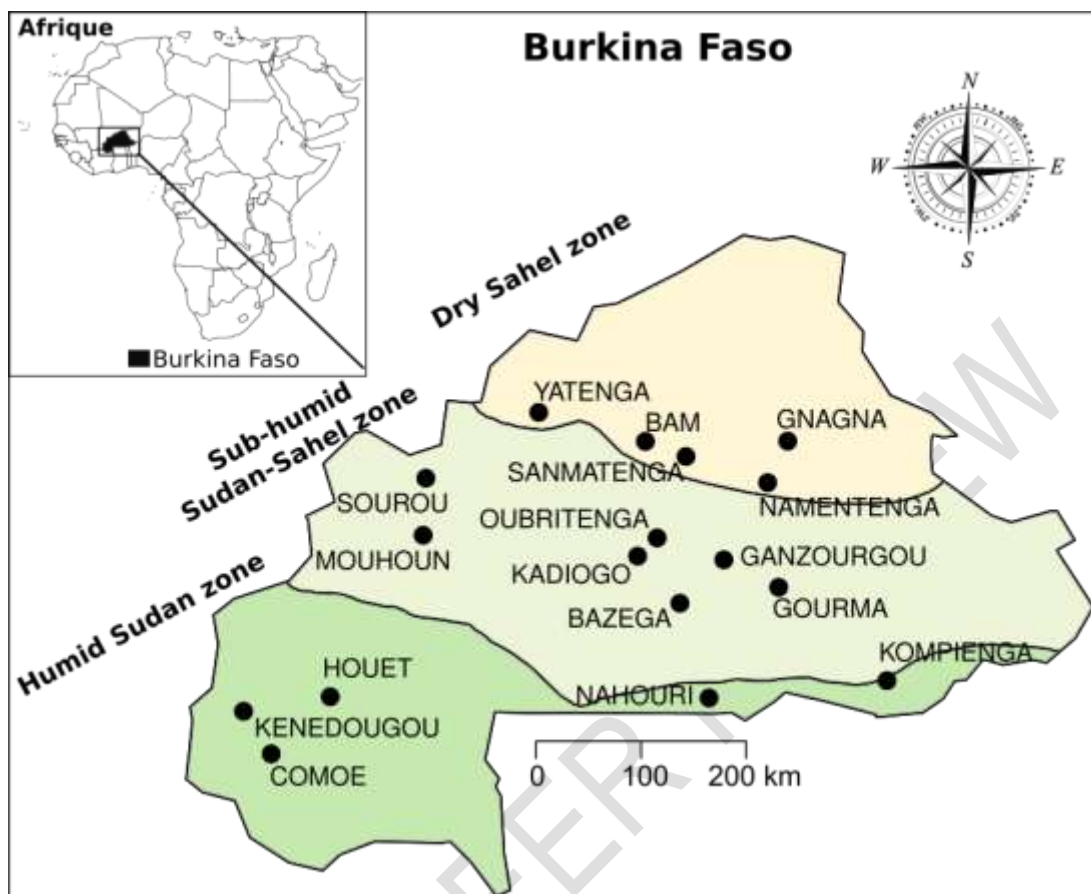 Afrique
Burkina Faso
N
W
E
S
Burkina Faso
Dry Sahel zone
Sub-humid
Sudan-Sahel zone
Humid Sudan zone
YATENGA
BAM
GNAGNA
SANMATENGA
NAMENTENGA
SOUROU
OUBRITENGA
MOUHOUN
KADIOGO
GANZOURGOU
BAZEGA
GOURMA
KOMPIENGA
HOUET
NAHOURI
KENEDOUGOU
COMOE
0 100 200 km